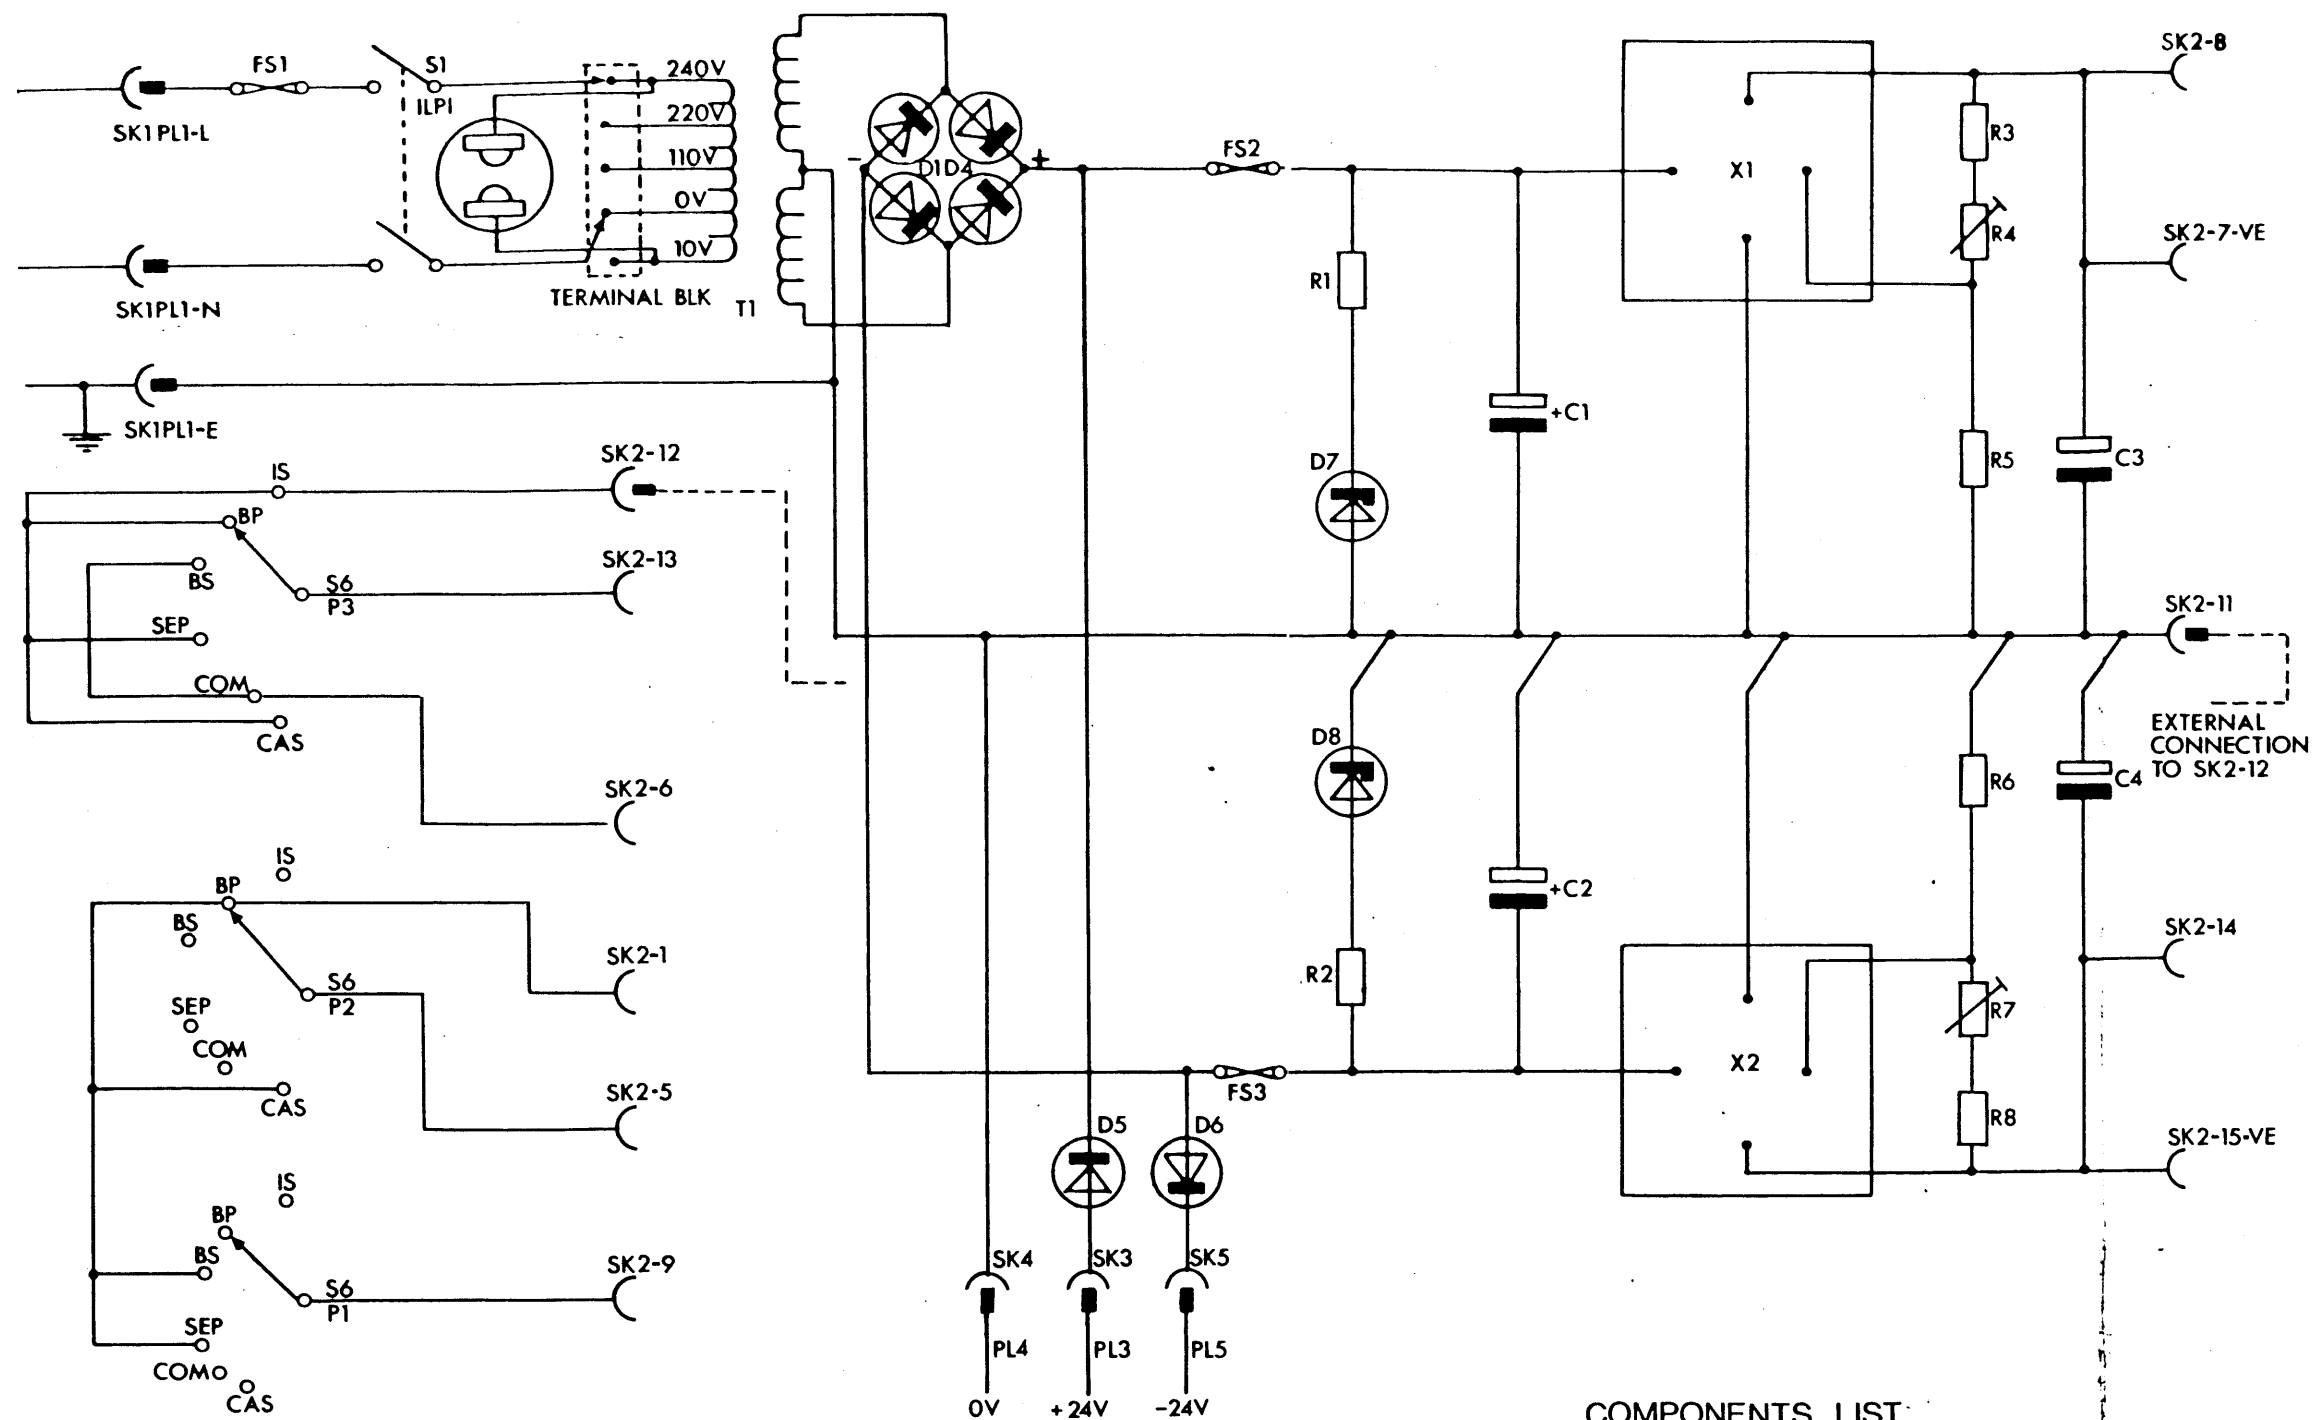 FS1
S1
ILP1
SK1PL1-L
240V
220V
110V
0V
10V
SK1PL1-N
TERMINAL BLK
T1
SK1PL1-E
-
D1D4
+
FS2
X1
SK2-8
R3
R4
SK2-7-VE
R1
+C1
D7
R5
C3
IS
SK2-12
BP
BS
S6
P3
SK2-13
SEP
COM
CAS
SK2-6
SK2-11
EXTERNAL
CONNECTION
TO SK2-12
D8
R6
C4
+C2
R2
IS
BP
BS
S6
P2
SK2-1
SEP
COM
CAS
SK2-5
SK2-14
R7
X2
FS3
R8
SK2-15-VE
D5
D6
IS
BP
BS
S6
P1
SK2-9
SEP
COM
CAS
SK4
SK3
SK5
PL4
PL3
PL5
0V
+24V
-24V
COMPONENTS LIST